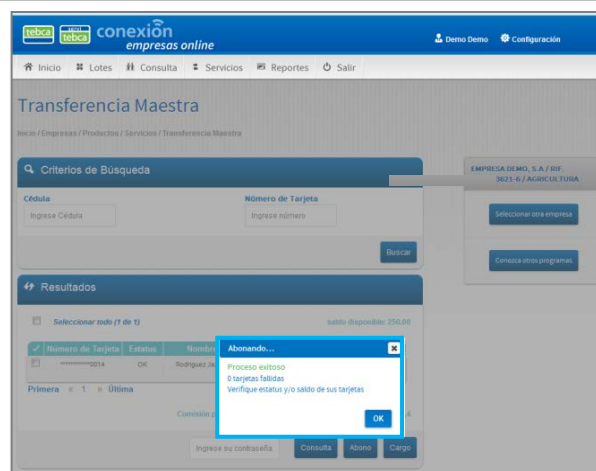 tebca tebca conexión
empresas online
Demo Demo Configuración
Inicio Lotes Consulta Servicios Reportes Salir
Transferencia Maestra
Inicio / Empresas / Productos / Servicios / Transferencia Maestra
Criterios de Búsqueda
EMPRESA DEMO, S.A / RIF.
3621-6 / AGRICULTURA
Cédula Número de Tarjeta
Ingrese Cédula Ingrese número
Seleccionar otra empresa
Buscar
Conozca otros programas
Resultados
Seleccionar todo (1 de 1) saldo disponible: 250,00
Número de Tarjeta Estatus Nombre
0014 OK Rodríguez
Primera « 1 » Última
Abonando...
Proceso exitoso
0 tarjetas fallidas
Verifique estatus y/o saldo de sus tarjetas
OK
Comisión
Ingrese su contraseña Consulta Abono Cargo